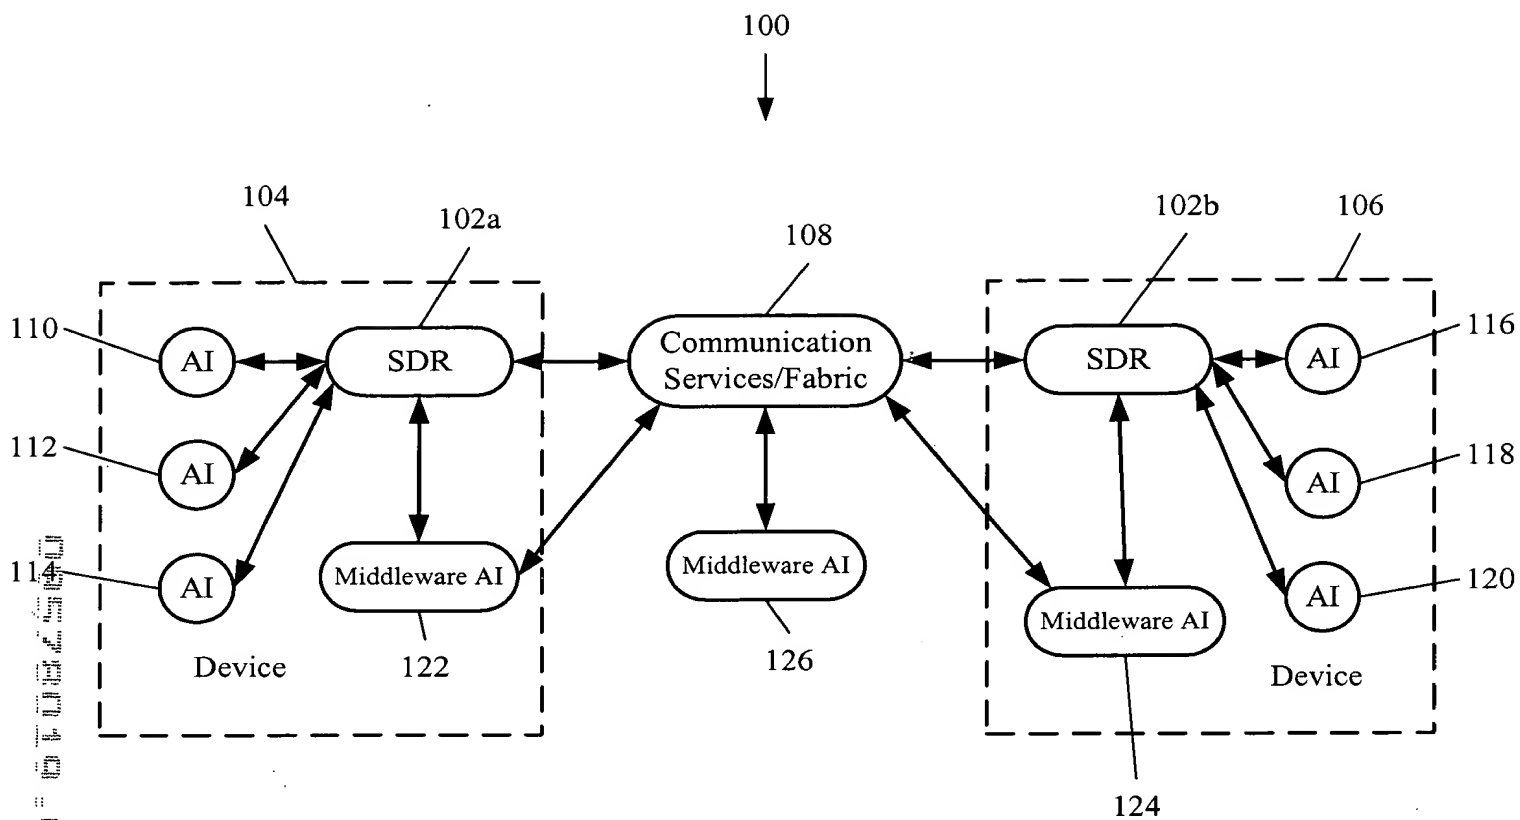 100
104
102a
108
102b
106
110
AI
SDR
Communication
Services/Fabric
SDR
AI
116
112
AI
AI
118
114
AI
Middleware AI
Middleware AI
Middleware AI
AI
120
Device
122
126
Device
124